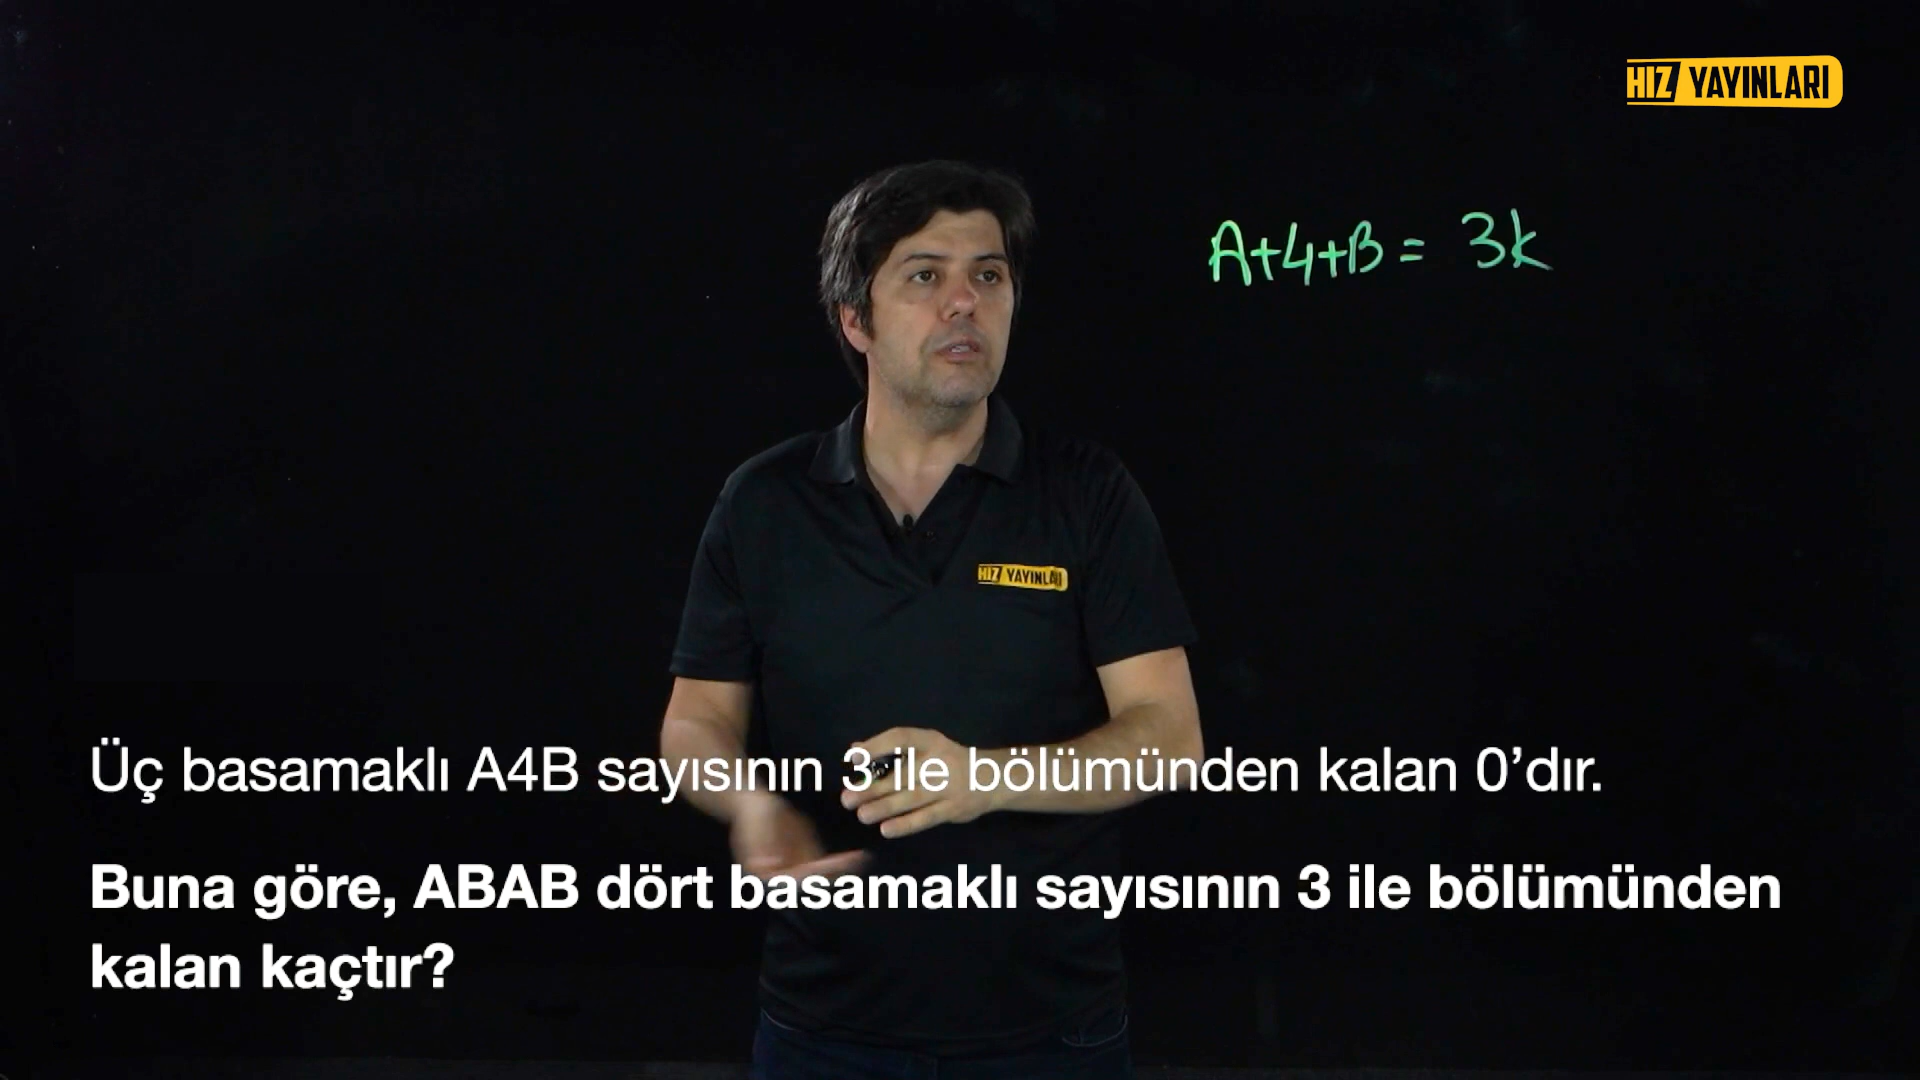 HIZ YAYINLARI
A+4+B = 3k
HIZ YAYINLARI
Üç basamaklı A4B sayısının 3 ile bölümünden kalan 0’dır.
Buna göre, ABAB dört basamaklı sayısının 3 ile bölümünden
kalan kaçtır?